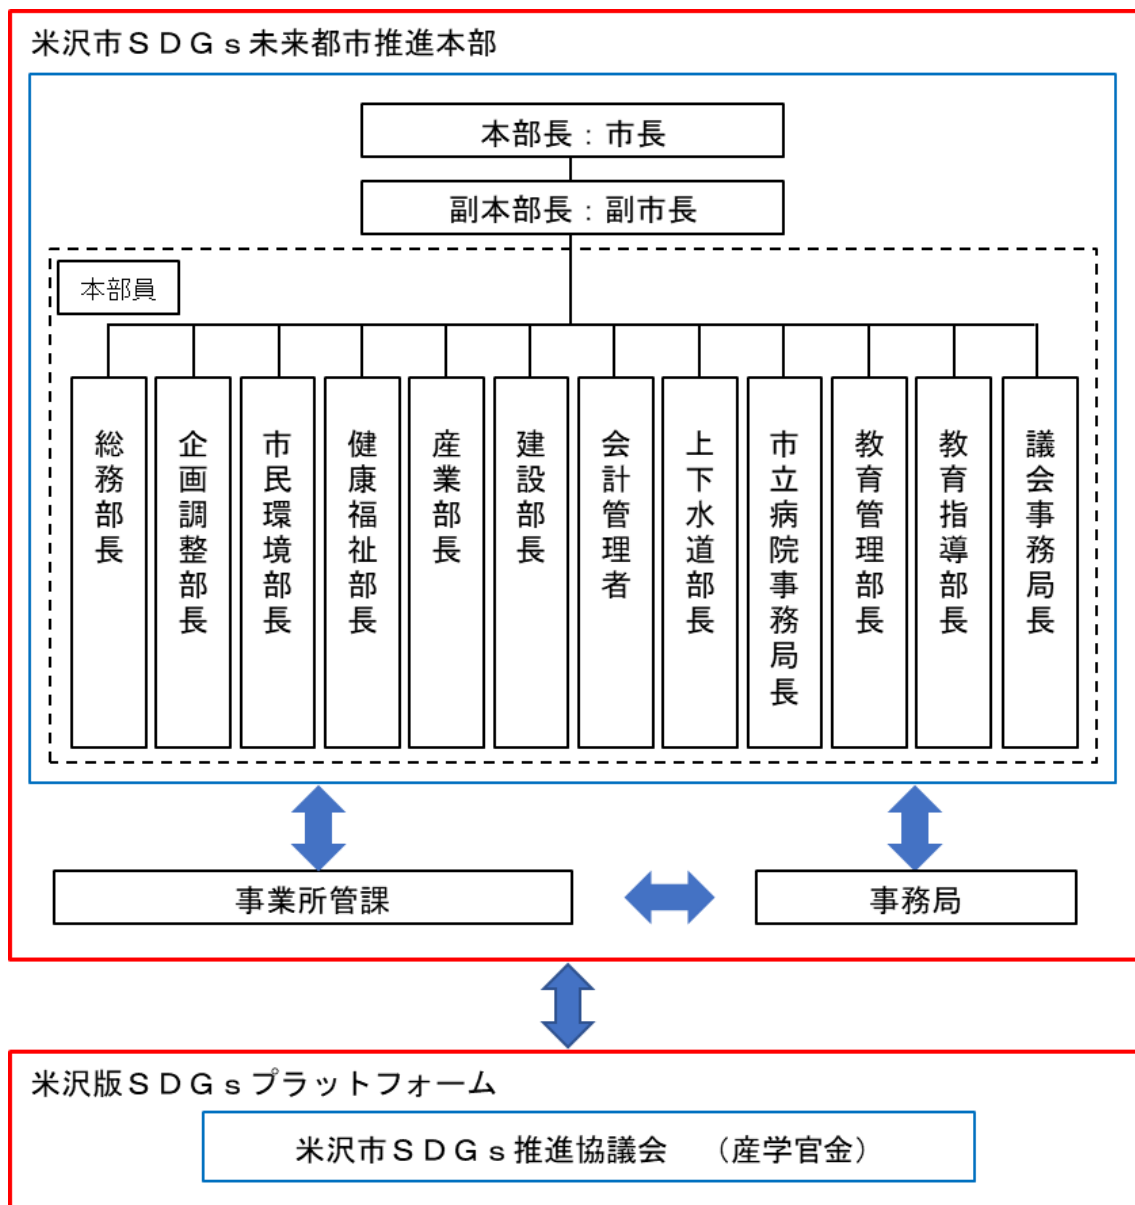 米沢市ＳＤＧｓ未来都市推進本部
本部長：市長
副本部長：副市長
本部員
総務部長
企画調整部長
市民環境部長
健康福祉部長
産業部長
建設部長
会計管理者
上下水道部長
市立病院事務局長
教育管理部長
教育指導部長
議会事務局長
事業所管課
事務局
米沢版ＳＤＧｓプラットフォーム
米沢市ＳＤＧｓ推進協議会　（産学官金）